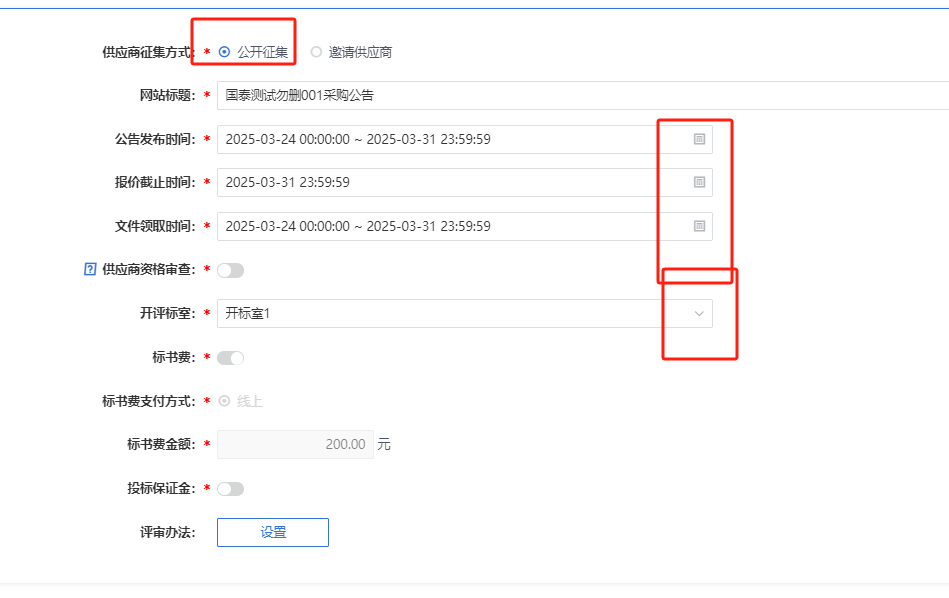 供应商征集方式: * 公开征集 邀请供应商
网站标题: * 国泰测试勿删001采购公告
公告发布时间: * 2025-03-24 00:00:00 ~ 2025-03-31 23:59:59
报价截止时间: * 2025-03-31 23:59:59
文件领取时间: * 2025-03-24 00:00:00 ~ 2025-03-31 23:59:59
? 供应商资格审查: *
开评标室: * 开标室1
标书费: *
标书费支付方式: * 线上
标书费金额: * 200.00 元
投标保证金: *
评审办法: 设置